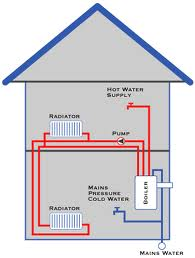 HOT WATER
SUPPLY
RADIATOR
PUMP
BOILER
MAINS
PRESSURE
COLD WATER
RADIATOR
MAINS WATER